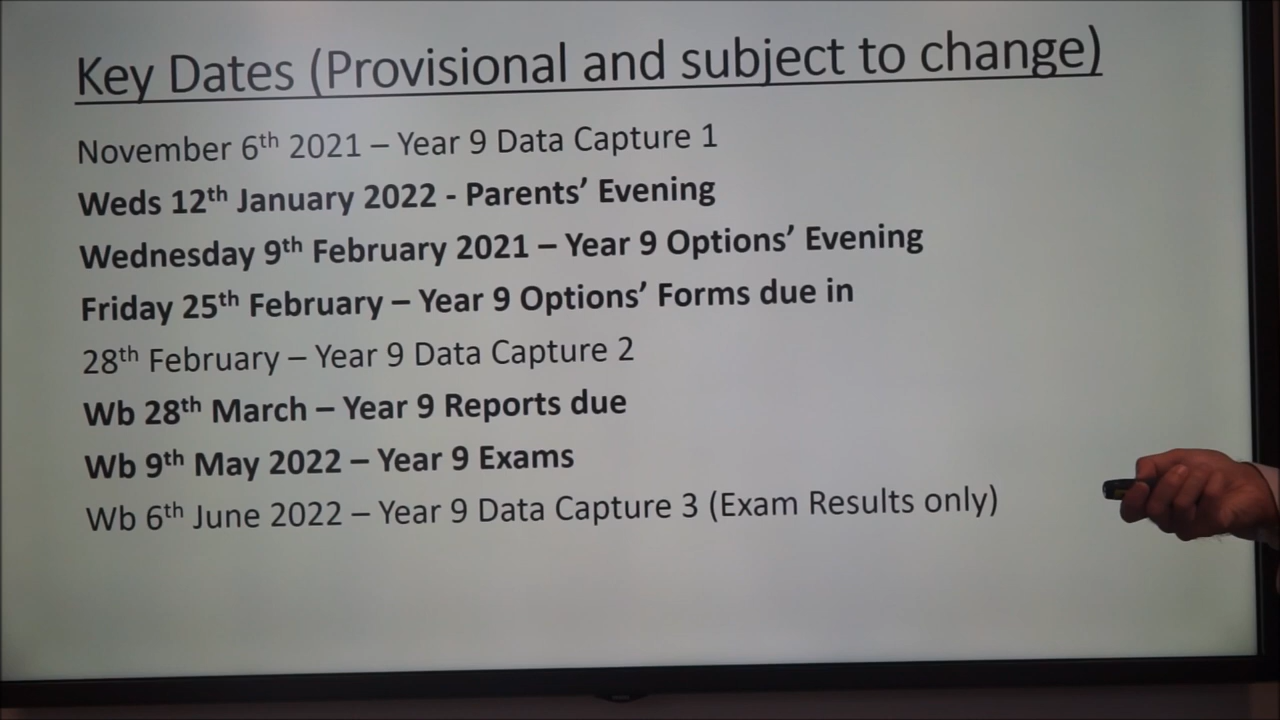 Key Dates (Provisional and subject to change)
November 6th 2021 – Year 9 Data Capture 1
Weds 12th January 2022 - Parents’ Evening
Wednesday 9th February 2021 – Year 9 Options’ Evening
Friday 25th February – Year 9 Options’ Forms due in
28th February – Year 9 Data Capture 2
Wb 28th March – Year 9 Reports due
Wb 9th May 2022 – Year 9 Exams
Wb 6th June 2022 – Year 9 Data Capture 3 (Exam Results only)